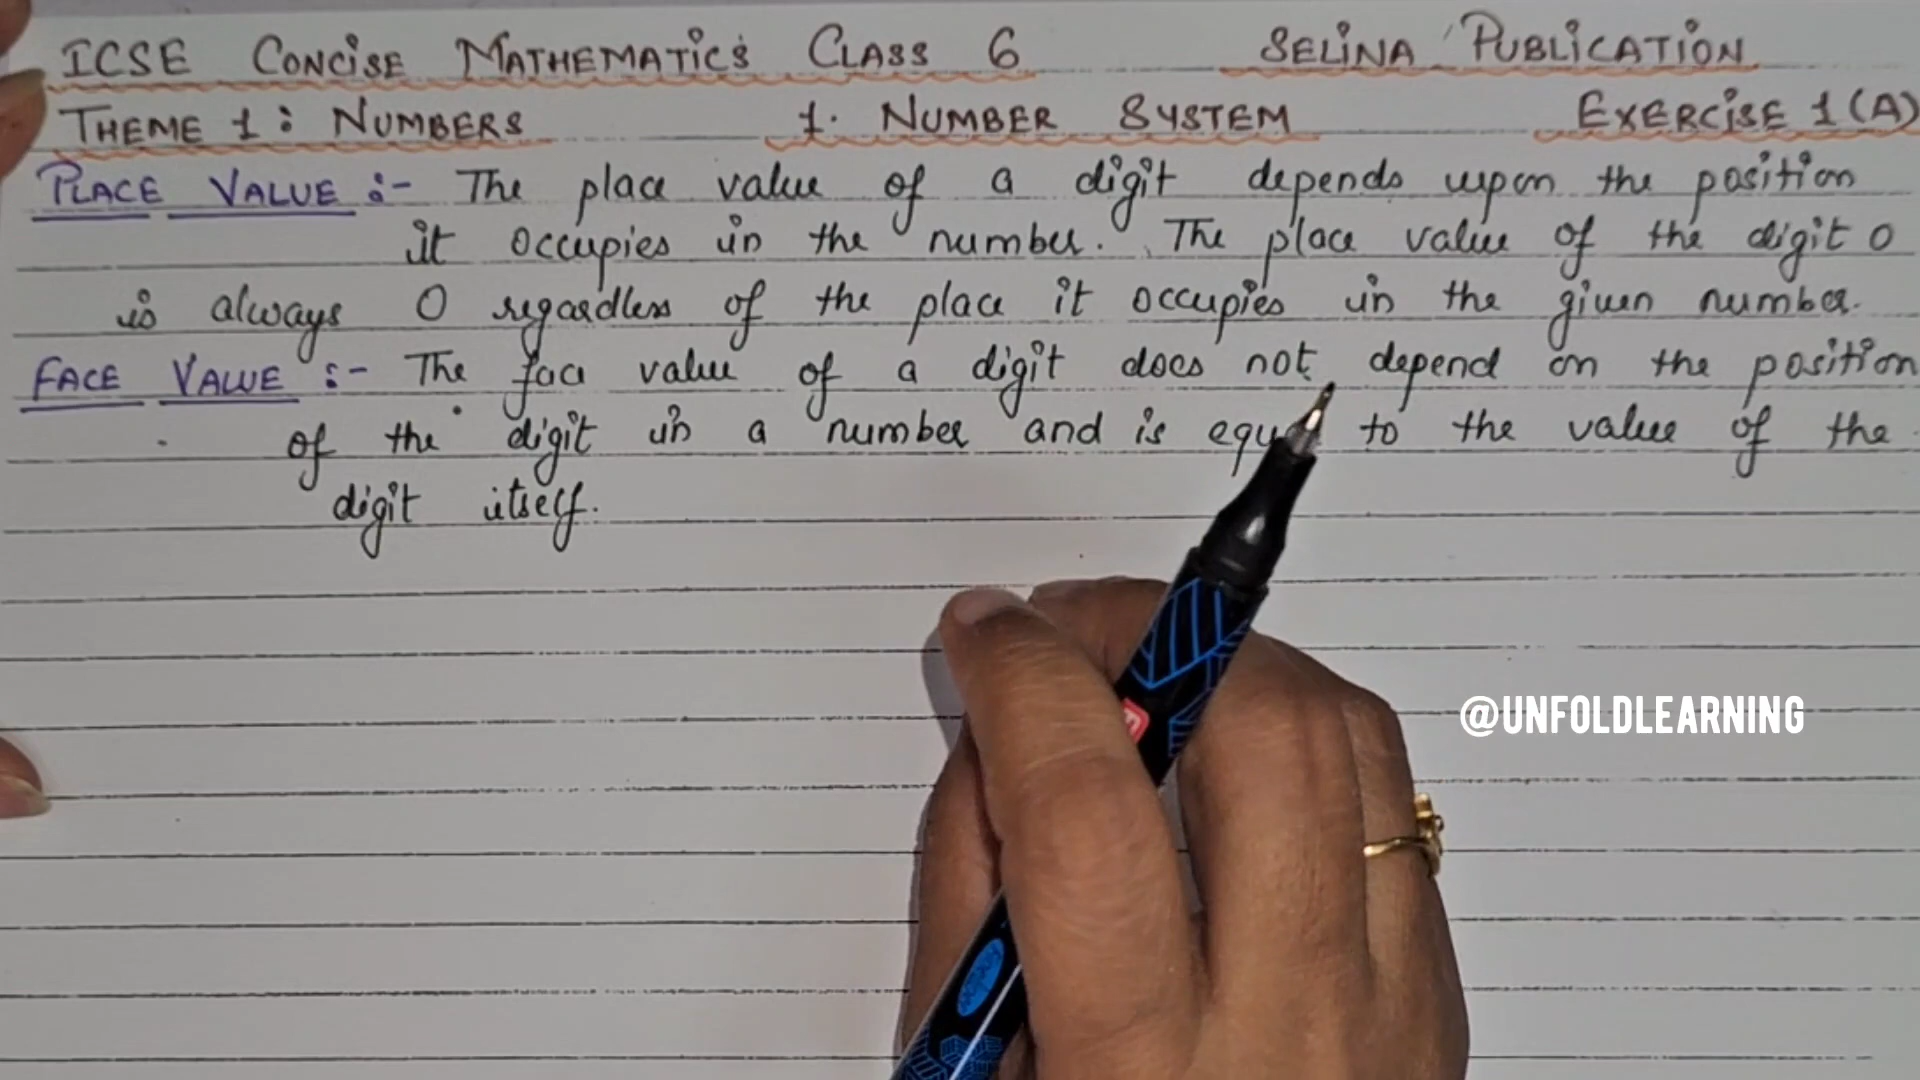 ICSE CONCISE MATHEMATICS CLASS 6 SELINA PUBLICATION
THEME 1: NUMBERS 1. NUMBER SYSTEM EXERCISE 1(A)
PLACE VALUE :- The place value of a digit depends upon the position
it occupies in the number. The place value of the digit 0
is always 0 regardless of the place it occupies in the given number.
FACE VALUE :- The face value of a digit does not depend on the position
of the digit in a number and is equal to the value of the
digit itself.
@UNFOLDLEARNING